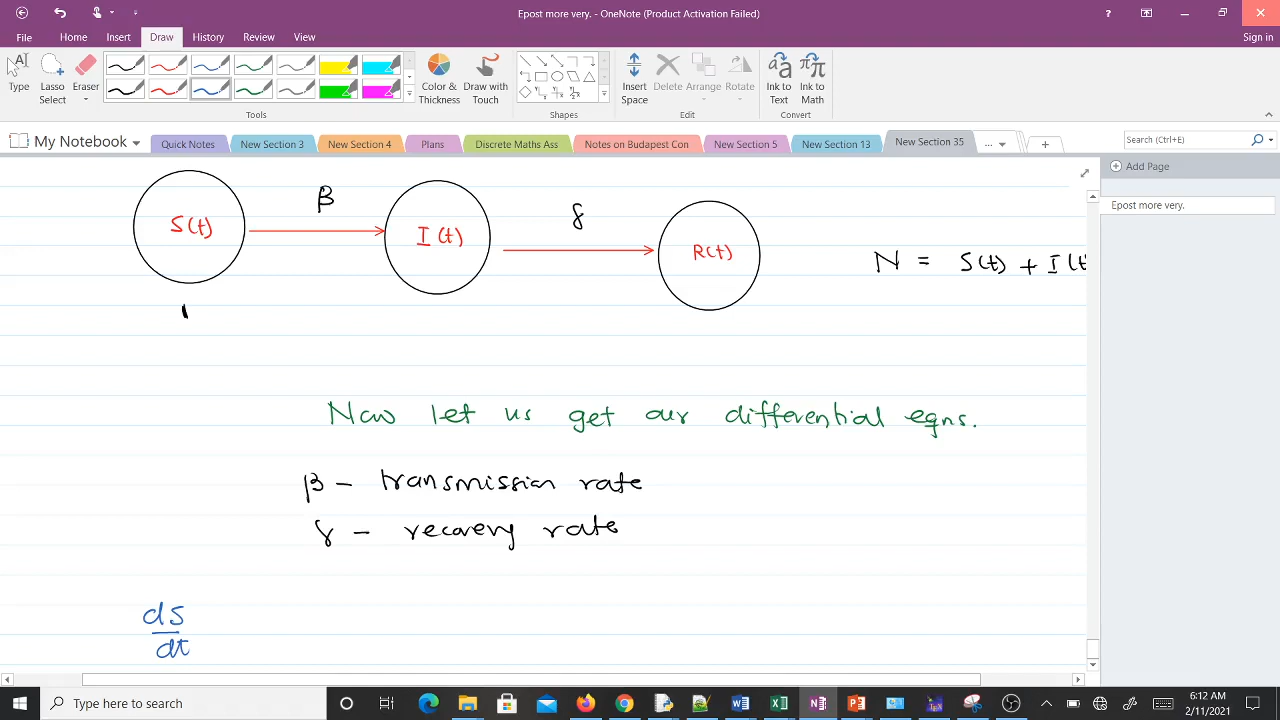 Epost more very. - OneNote (Product Activation Failed)
File Home Insert Draw History Review View
Sign in
Type Lasso Select Eraser Color & Thickness Draw with Touch Insert Space Delete Arrange Rotate Ink to Text Ink to Math
Tools Shapes Edit Convert
My Notebook Quick Notes New Section 3 New Section 4 Plans Discrete Maths Ass Notes on Budapest Con New Section 5 New Section 13 New Section 35 ... Search (Ctrl+E)
Add Page
Epost more very.
β γ
S(t) I(t) R(t) N = S(t) + I(t
Now let us get our differential eqns.
β - transmission rate
γ - recovery rate
dS
dt
Type here to search
6:12 AM
2/11/2021